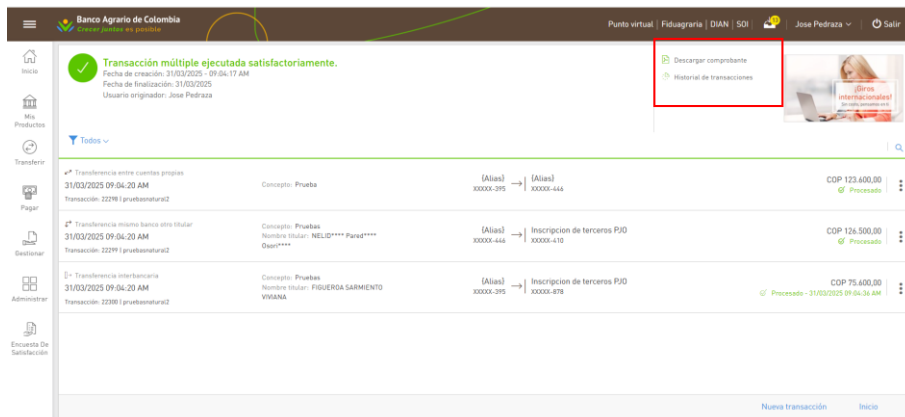 Banco Agrario de Colombia
Crecer juntos es posible
Punto virtual | Fiduagraria | DIAN | SOI | Jose Pedraza Salir
Inicio
Mis
Productos
Transferir
Pagar
Gestionar
Administrar
Encuesta De
Satisfacción
Transacción múltiple ejecutada satisfactoriamente.
Fecha de creación: 31/03/2025 - 09:04:17 AM
Fecha de finalización: 31/03/2025
Usuario originador: Jose Pedraza
Descargar comprobante
Historial de transacciones
¡Giros
internacionales!
Todos
Transferencia entre cuentas propias
31/03/2025 09:04:20 AM
Transacción: 22298 | pruebasnatural2
Concepto: Prueba
(Alias) → (Alias)
XXXXX-395 XXXXX-446
COP 123.600,00
Procesado
Transferencia mismo banco otro titular
31/03/2025 09:04:20 AM
Transacción: 22299 | pruebasnatural2
Concepto: Pruebas
Nombre titular: NELID**** Pared****
Osori****
(Alias) → Inscripcion de terceros PJO
XXXXX-446 XXXXX-410
COP 126.500,00
Procesado
Transferencia interbancaria
31/03/2025 09:04:20 AM
Transacción: 22300 | pruebasnatural2
Concepto: Pruebas
Nombre titular: FIGUEROA SARMIENTO
VIVIANA
(Alias) → Inscripcion de terceros PJO
XXXXX-395 XXXXX-878
COP 75.600,00
Procesado - 31/03/2025 09:04:36 AM
Nueva transacción Inicio